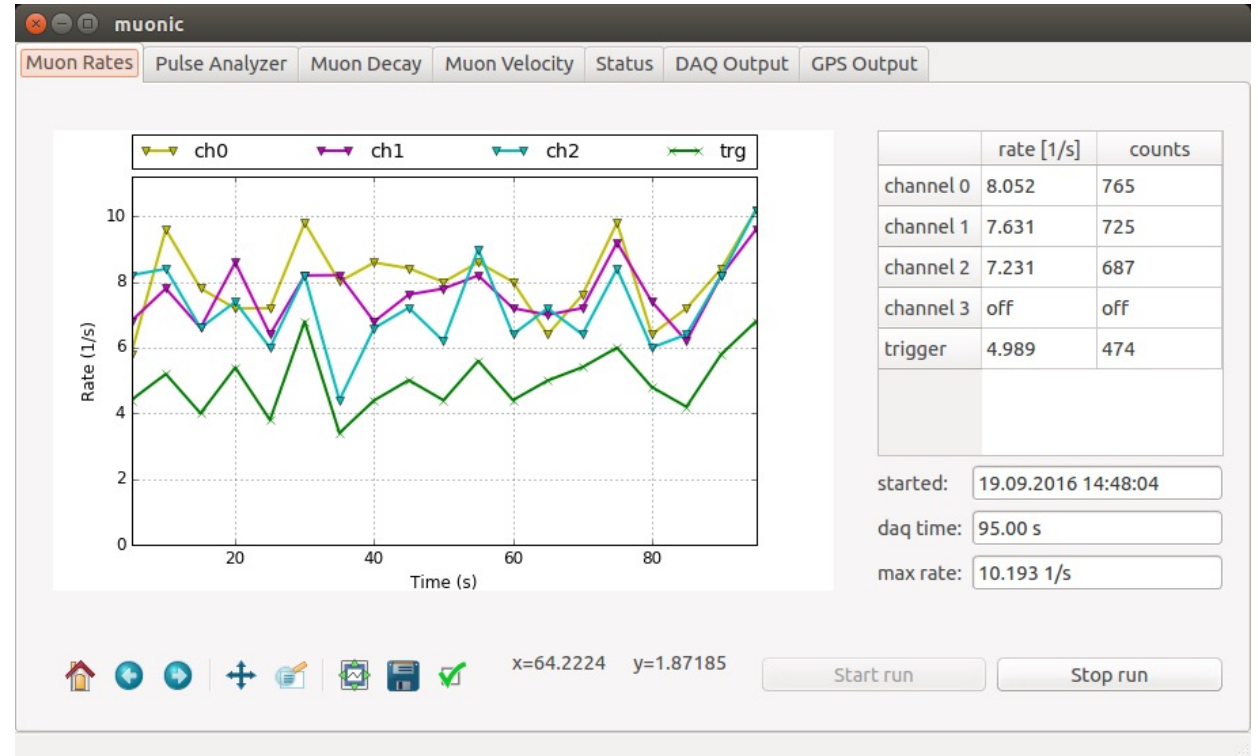 muonic
Muon Rates Pulse Analyzer Muon Decay Muon Velocity Status DAQ Output GPS Output
ch0 ch1 ch2 trg
10
8
6
4
2
0
Rate (1/s)
20 40 60 80
Time (s)
rate [1/s] counts
channel 0 8.052 765
channel 1 7.631 725
channel 2 7.231 687
channel 3 off off
trigger 4.989 474
started: 19.09.2016 14:48:04
daq time: 95.00 s
max rate: 10.193 1/s
x=64.2224 y=1.87185
Start run Stop run